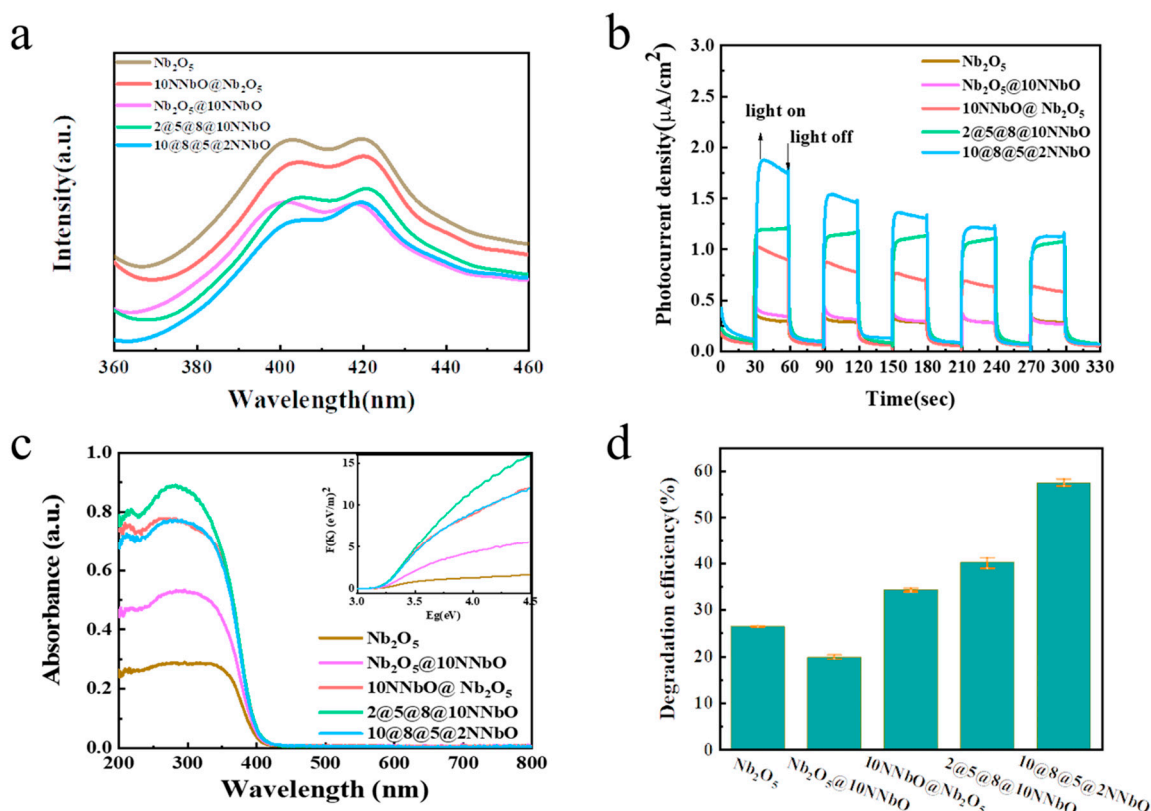 a
Nb₂O₅
10NNbO@Nb₂O₅
Nb₂O₅@10NNbO
2@5@8@10NNbO
10@8@5@2NNbO
Intensity(a.u.)
360 380 400 420 440 460
Wavelength(nm)
b
3.0
2.5
2.0
1.5
1.0
0.5
0.0
Photocurrent density(μA/cm²)
Nb₂O₅
Nb₂O₅@10NNbO
10NNbO@ Nb₂O₅
2@5@8@10NNbO
10@8@5@2NNbO
light on
light off
0 30 60 90 120 150 180 210 240 270 300 330
Time(sec)
c
1.0
0.8
0.6
0.4
0.2
0.0
Absorbance (a.u.)
15
10
5
0
F(K) (eV/m)²
3.0 3.5 4.0 4.5
Eg(eV)
Nb₂O₅
Nb₂O₅@10NNbO
10NNbO@ Nb₂O₅
2@5@8@10NNbO
10@8@5@2NNbO
200 300 400 500 600 700 800
Wavelength (nm)
d
60
50
40
30
20
10
0
Degradation efficiency(%)
Nb₂O₅
Nb₂O₅@10NNbO
10NNbO@Nb₂O₅
2@5@8@10NNbO
10@8@5@2NNbO